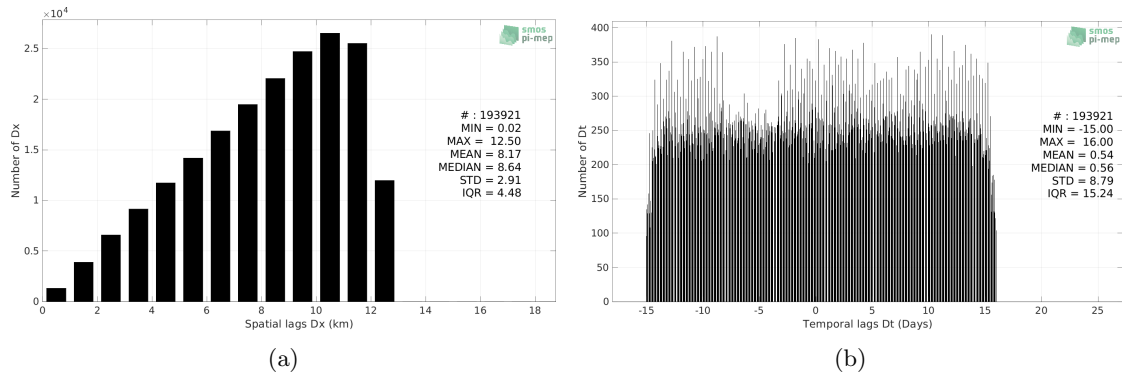 ×10⁴
Number of Dx
2.5
2
1.5
1
0.5
0
0 2 4 6 8 10 12 14 16 18
Spatial lags Dx (km)
smos
pi-mep
# : 193921
MIN = 0.02
MAX = 12.50
MEAN = 8.17
MEDIAN = 8.64
STD = 2.91
IQR = 4.48
(a)
Number of Dt
400
350
300
250
200
150
100
50
0
-15 -10 -5 0 5 10 15 20 25
Temporal lags Dt (Days)
smos
pi-mep
# : 193921
MIN = -15.00
MAX = 16.00
MEAN = 0.54
MEDIAN = 0.56
STD = 8.79
IQR = 15.24
(b)